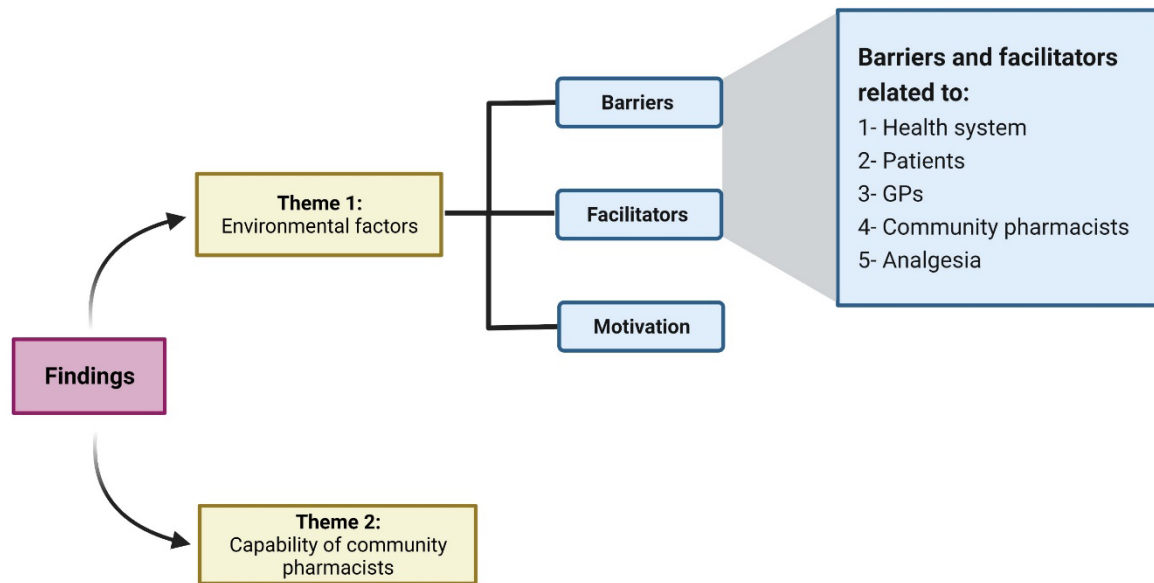 Findings
Theme 1:
Environmental factors
Barriers
Facilitators
Motivation
Barriers and facilitators
related to:
1- Health system
2- Patients
3- GPs
4- Community pharmacists
5- Analgesia
Theme 2:
Capability of community
pharmacists